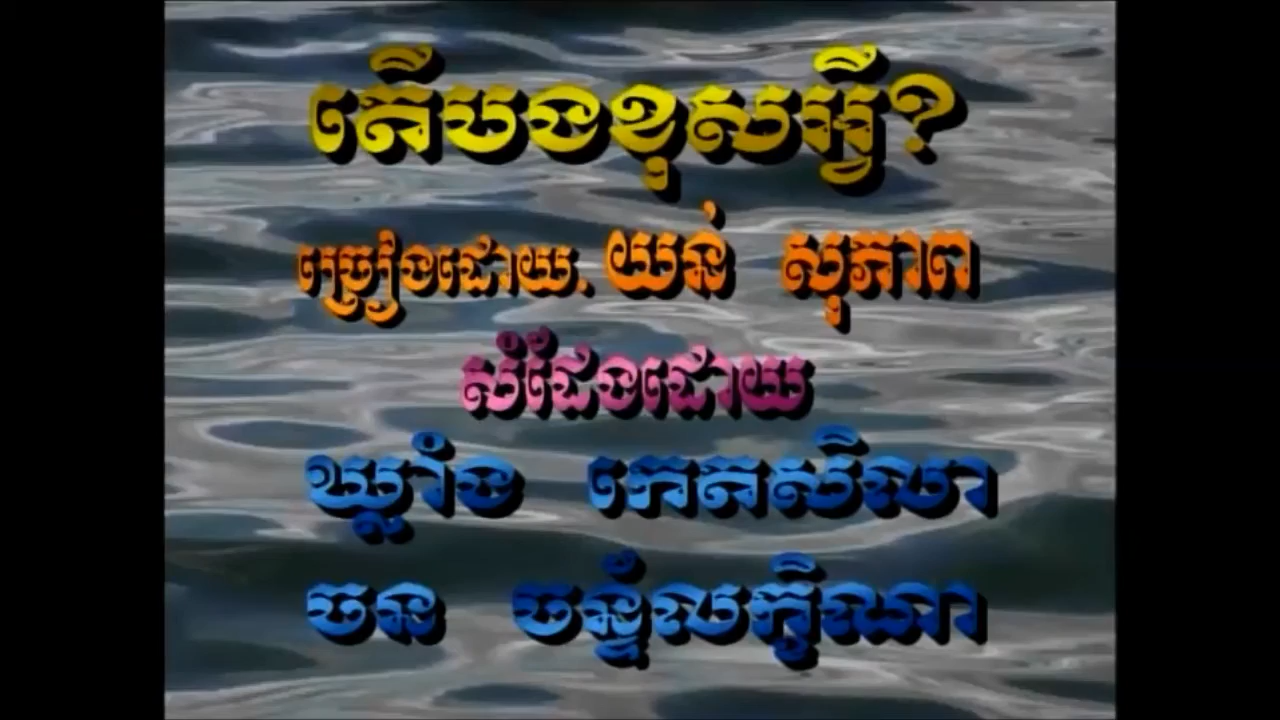 តើបងខុសអ្វី?
ច្រៀងដោយ. យន់ សុភាព
សំដែងដោយ
ឃ្លាំង កេតសិលា
ចន ចន្ទ័លក្ខិណា